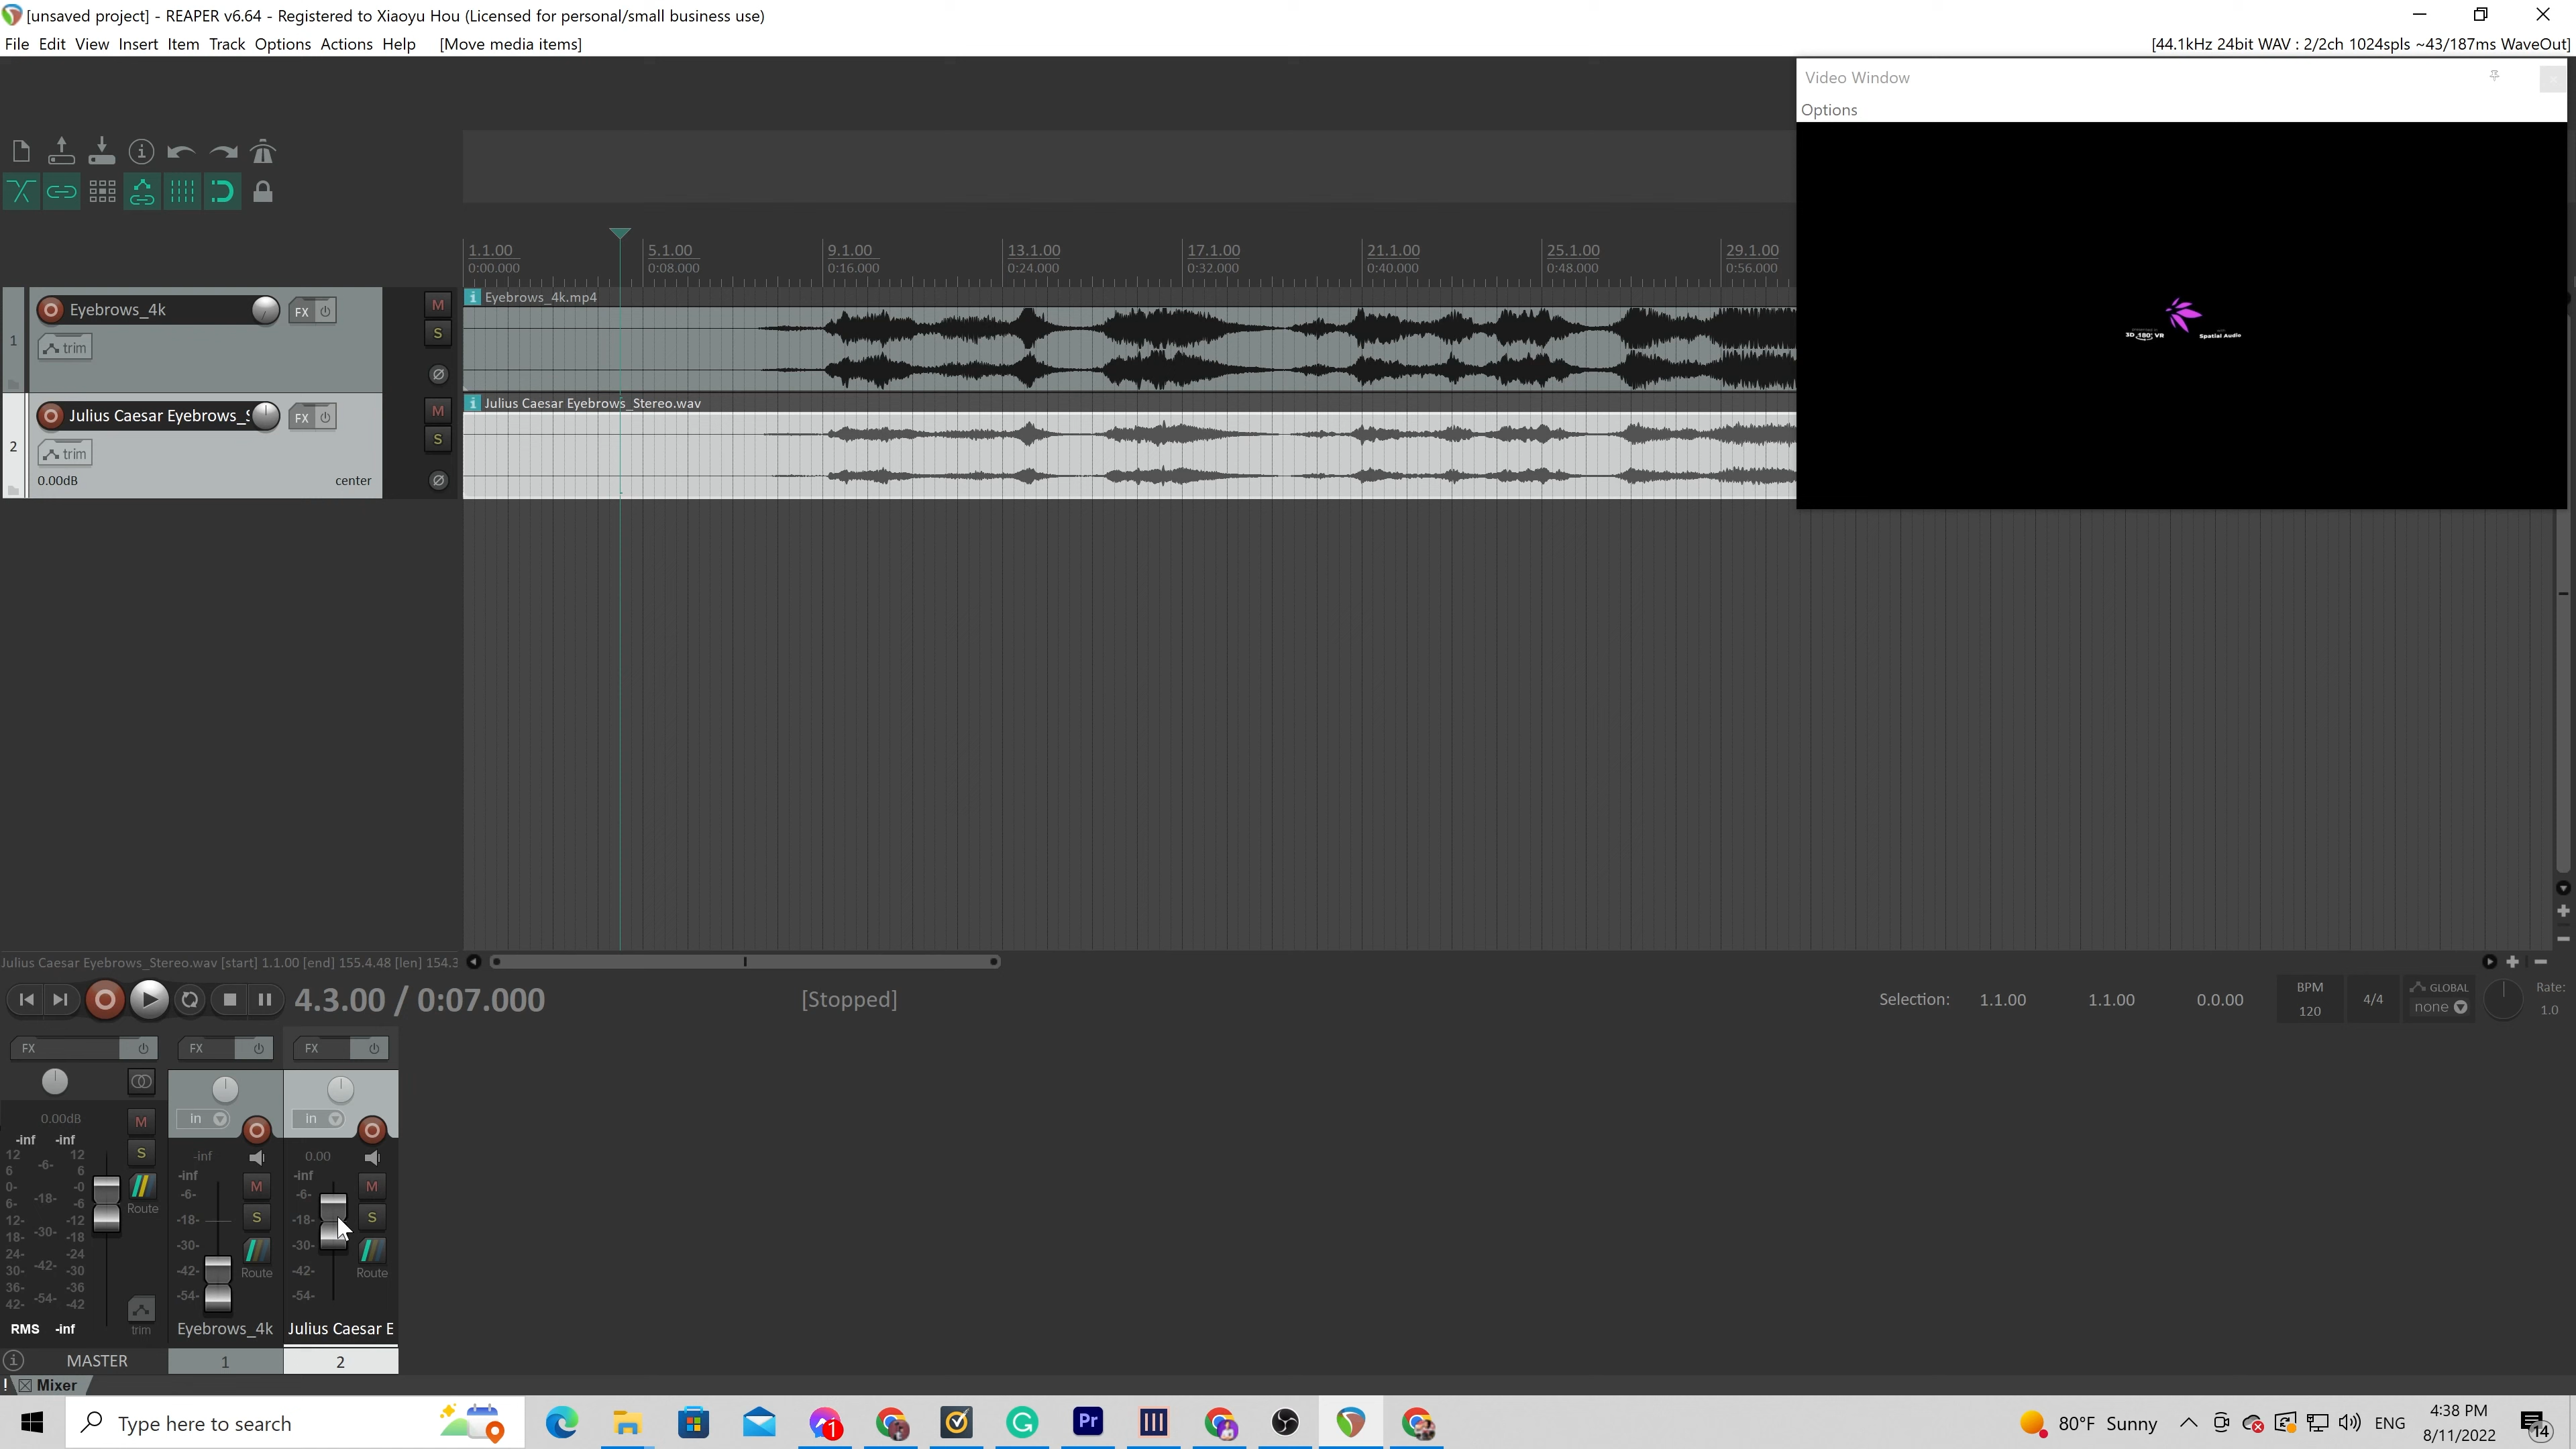 [unsaved project] - REAPER v6.64 - Registered to Xiaoyu Hou (Licensed for personal/small business use)
File Edit View Insert Item Track Options Actions Help [Move media items]
[44.1kHz 24bit WAV : 2/2ch 1024spls ~43/187ms WaveOut]
Video Window
Options
3D 180° VR
Spatial Audio
1.1.00 5.1.00 9.1.00 13.1.00 17.1.00 21.1.00 25.1.00 29.1.00
0:00.000 0:08.000 0:16.000 0:24.000 0:32.000 0:40.000 0:48.000 0:56.000
1
Eyebrows_4k
FX
M
S
trim
Eyebrows_4k.mp4
2
Julius Caesar Eyebrows_S
FX
M
S
trim
0.00dB center
Julius Caesar Eyebrows_Stereo.wav
Julius Caesar Eyebrows_Stereo.wav [start] 1.1.00 [end] 155.4.48 [len] 154.3
4.3.00 / 0:07.000
[Stopped]
Selection: 1.1.00 1.1.00 0.0.00
BPM
120
4/4
GLOBAL
none
Rate:
1.0
FX FX FX
in in
0.00dB M
-inf -inf S
12 6 0- 6- 12- 18- 24- 30- 36- 42-
-6- -18- -30- -42- -54-
12 6 -0 -6 -12 -18 -24 -30 -36 -42
Route
trim
RMS -inf
MASTER
-inf
-inf M
-6- -18- -30- -42- -54-
S
Route
Eyebrows_4k
1
0.00
-inf M
-6- -18- -30- -42- -54-
S
Route
Julius Caesar E
2
! Mixer
Type here to search
1
Pr
80°F Sunny
ENG
4:38 PM
8/11/2022
14